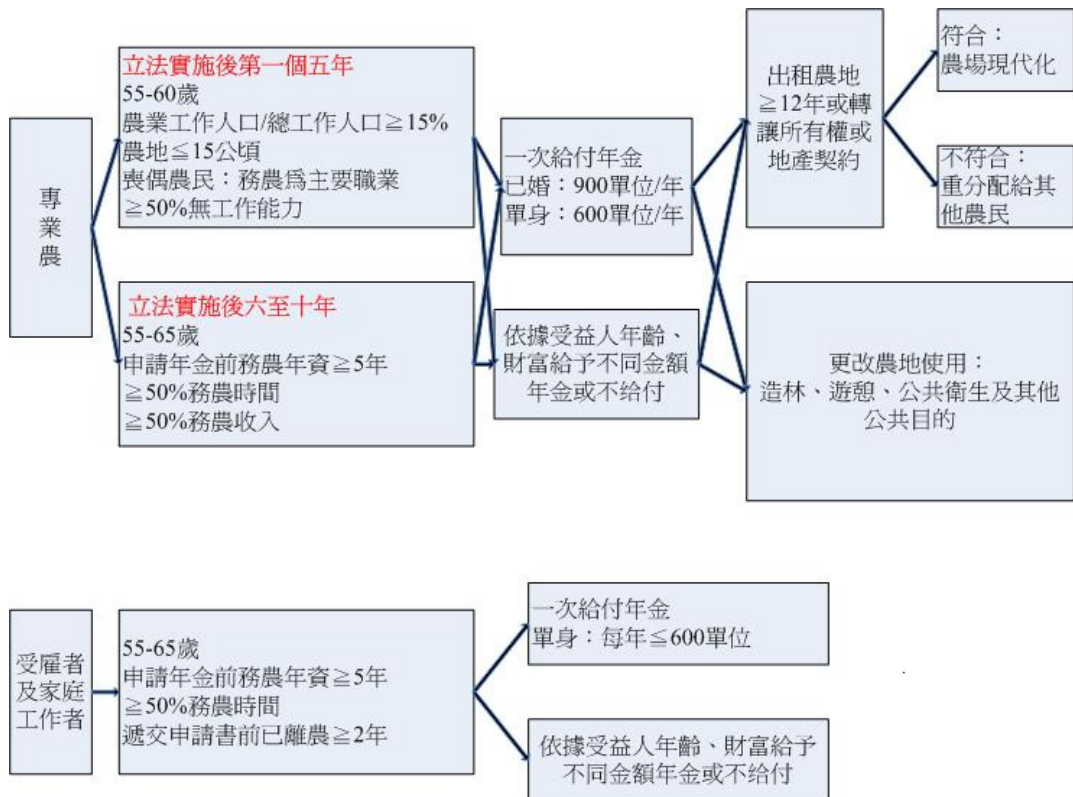 專
業
農
立法實施後第一個五年
55-60歲
農業工作人口/總工作人口≧15%
農地≦15公頃
喪偶農民：務農爲主要職業
≧50%無工作能力
立法實施後六至十年
55-65歲
申請年金前務農年資≧5年
≧50%務農時間
≧50%務農收入
一次給付年金
已婚：900單位/年
單身：600單位/年
依據受益人年齡、
財富給予不同金額
年金或不给付
出租農地
≧12年或轉
讓所有權或
地產契約
符合：
農場現代化
不符合：
重分配給其
他農民
更改農地使用：
造林、遊憩、公共衛生及其他
公共目的
受雇者
及家庭
工作者
55-65歲
申請年金前務農年資≧5年
≧50%務農時間
遞交申請書前已離農≧2年
一次給付年金
單身：每年≦600單位
依據受益人年齡、財富給予
不同金額年金或不给付